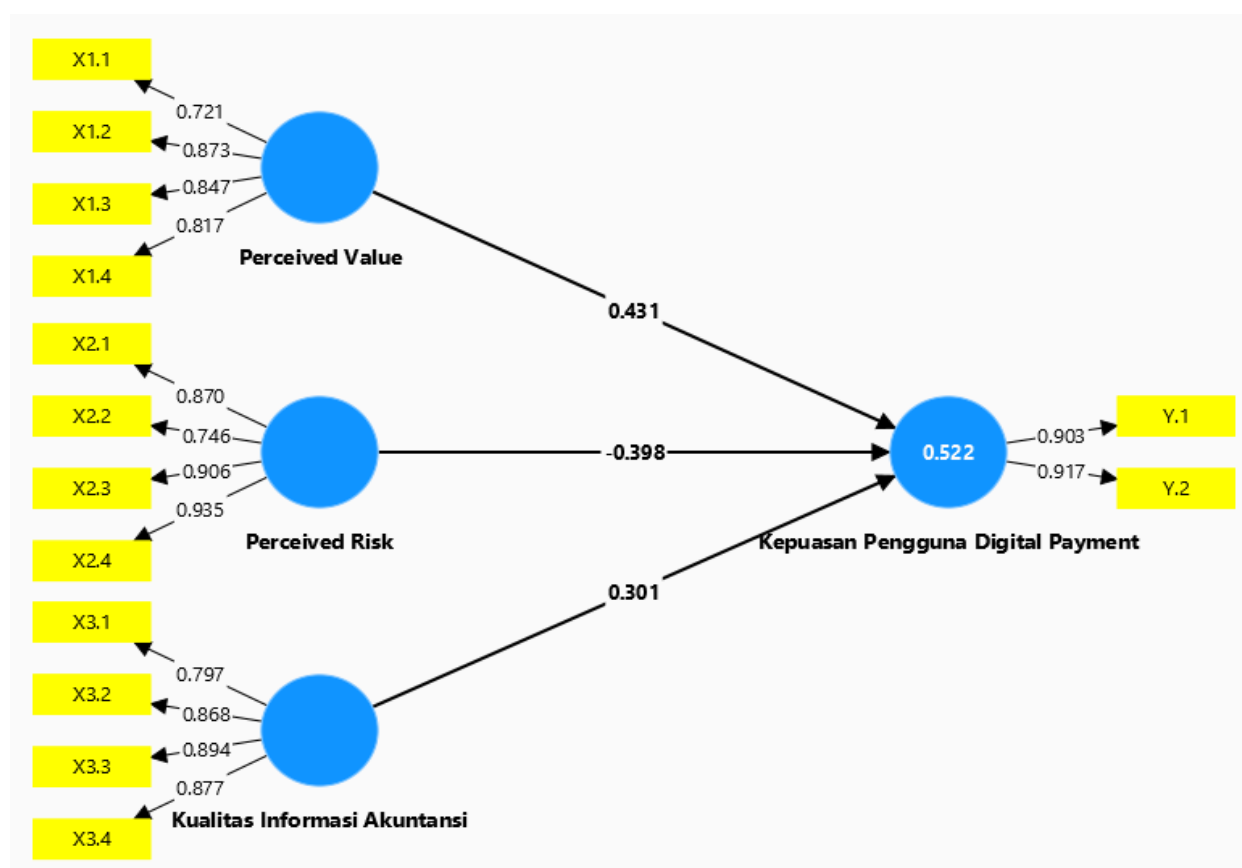 X1.1
0.721
X1.2
0.873
X1.3
0.847
0.817
X1.4
Perceived Value
0.431
X2.1
0.870
X2.2
0.746
X2.3
0.906
0.935
X2.4
Perceived Risk
-0.398
0.522
Kepuasan Pengguna Digital Payment
0.903
Y.1
0.917
Y.2
0.301
X3.1
0.797
X3.2
0.868
X3.3
0.894
0.877
X3.4
Kualitas Informasi Akuntansi